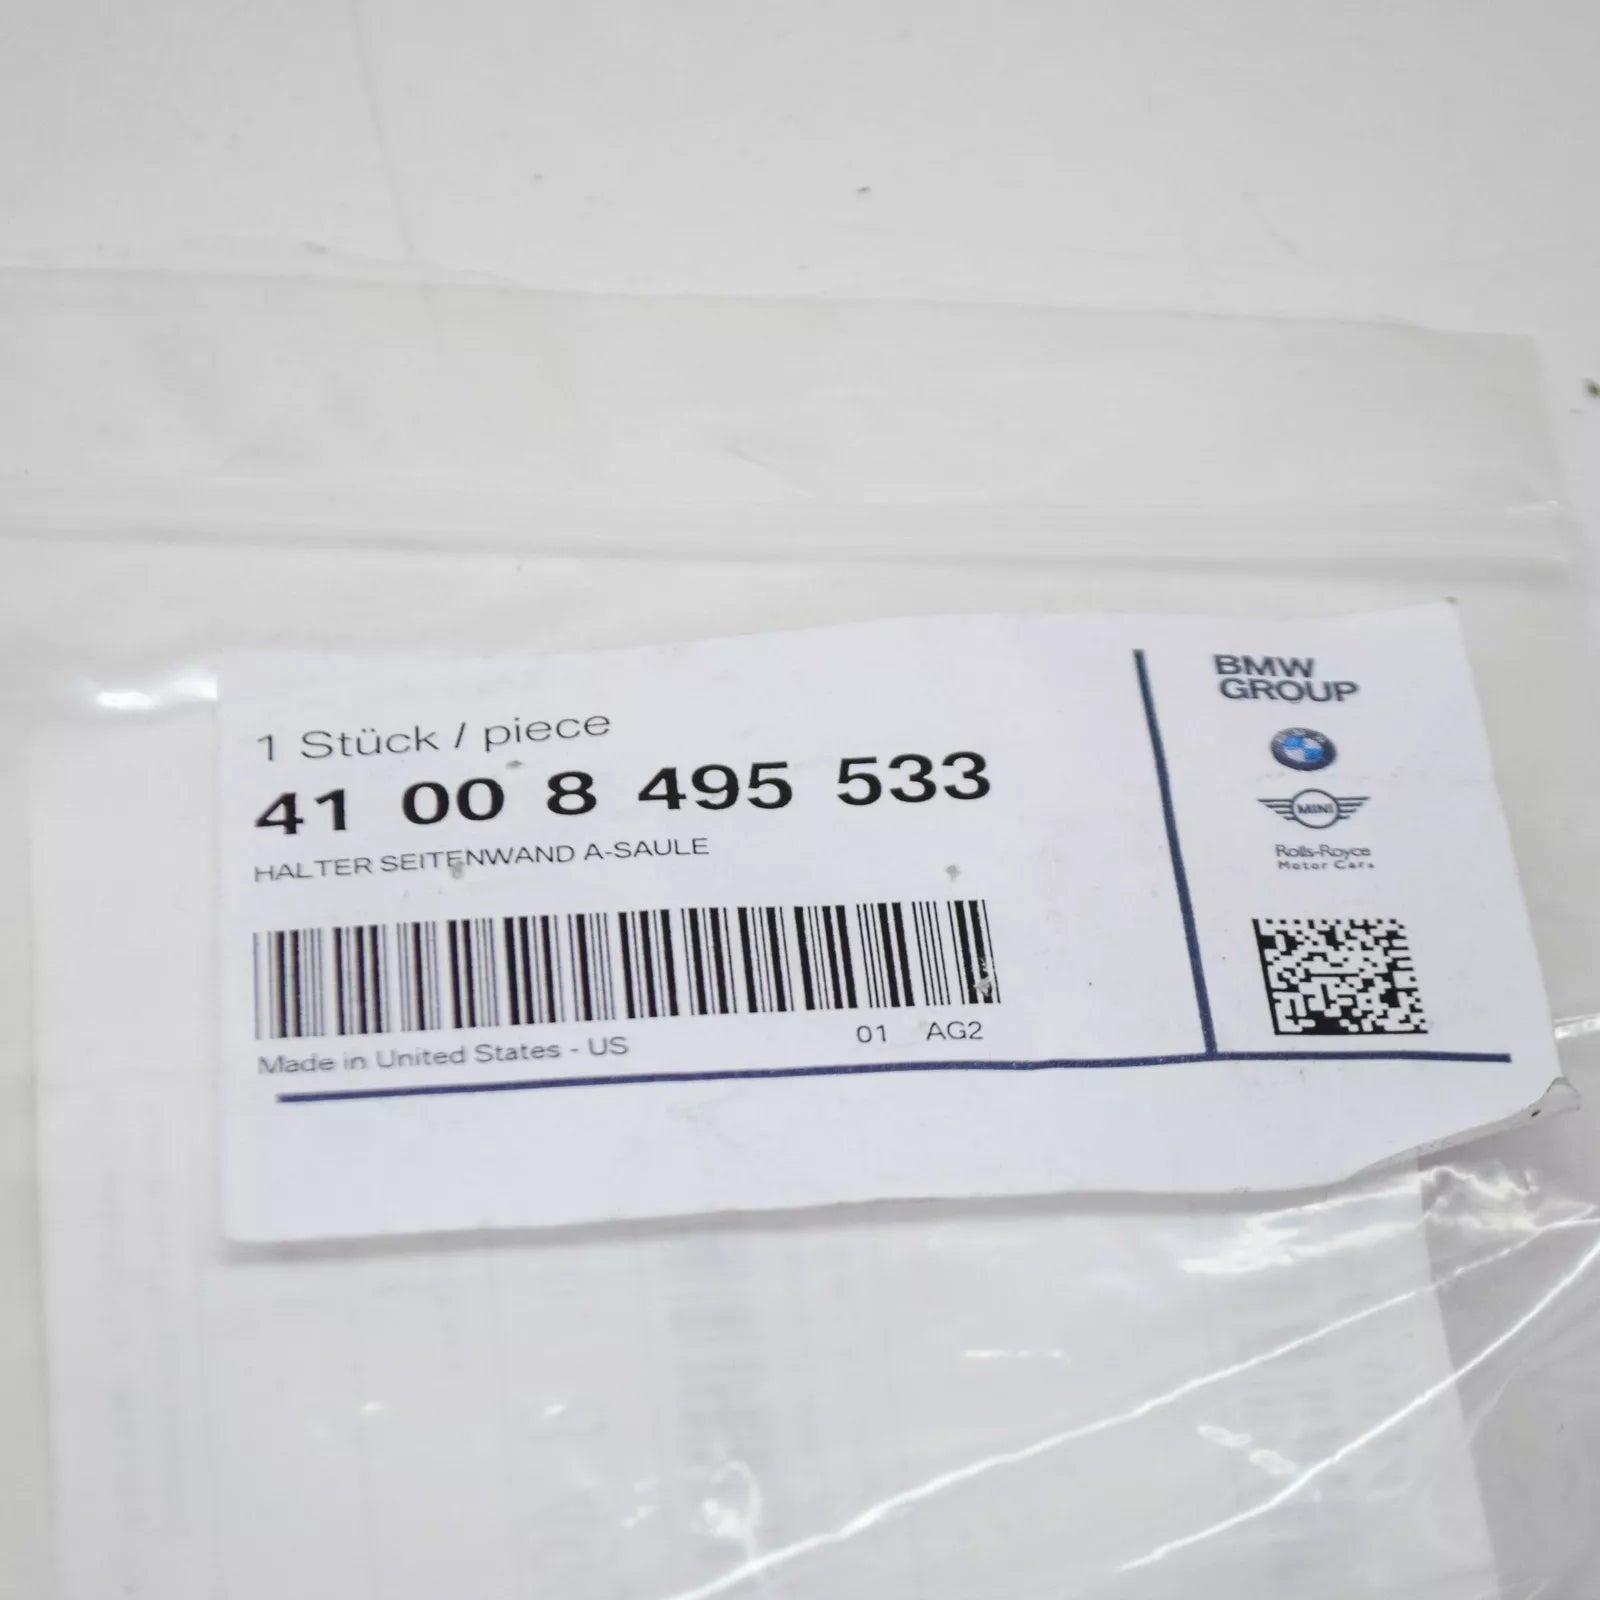 1 Stück / piece
41 00 8 495 533
HALTER SEITENWAND A-SAULE
Made in United States - US
01 AG2
BMW
GROUP
MINI
Rolls-Royce
Motor Cars